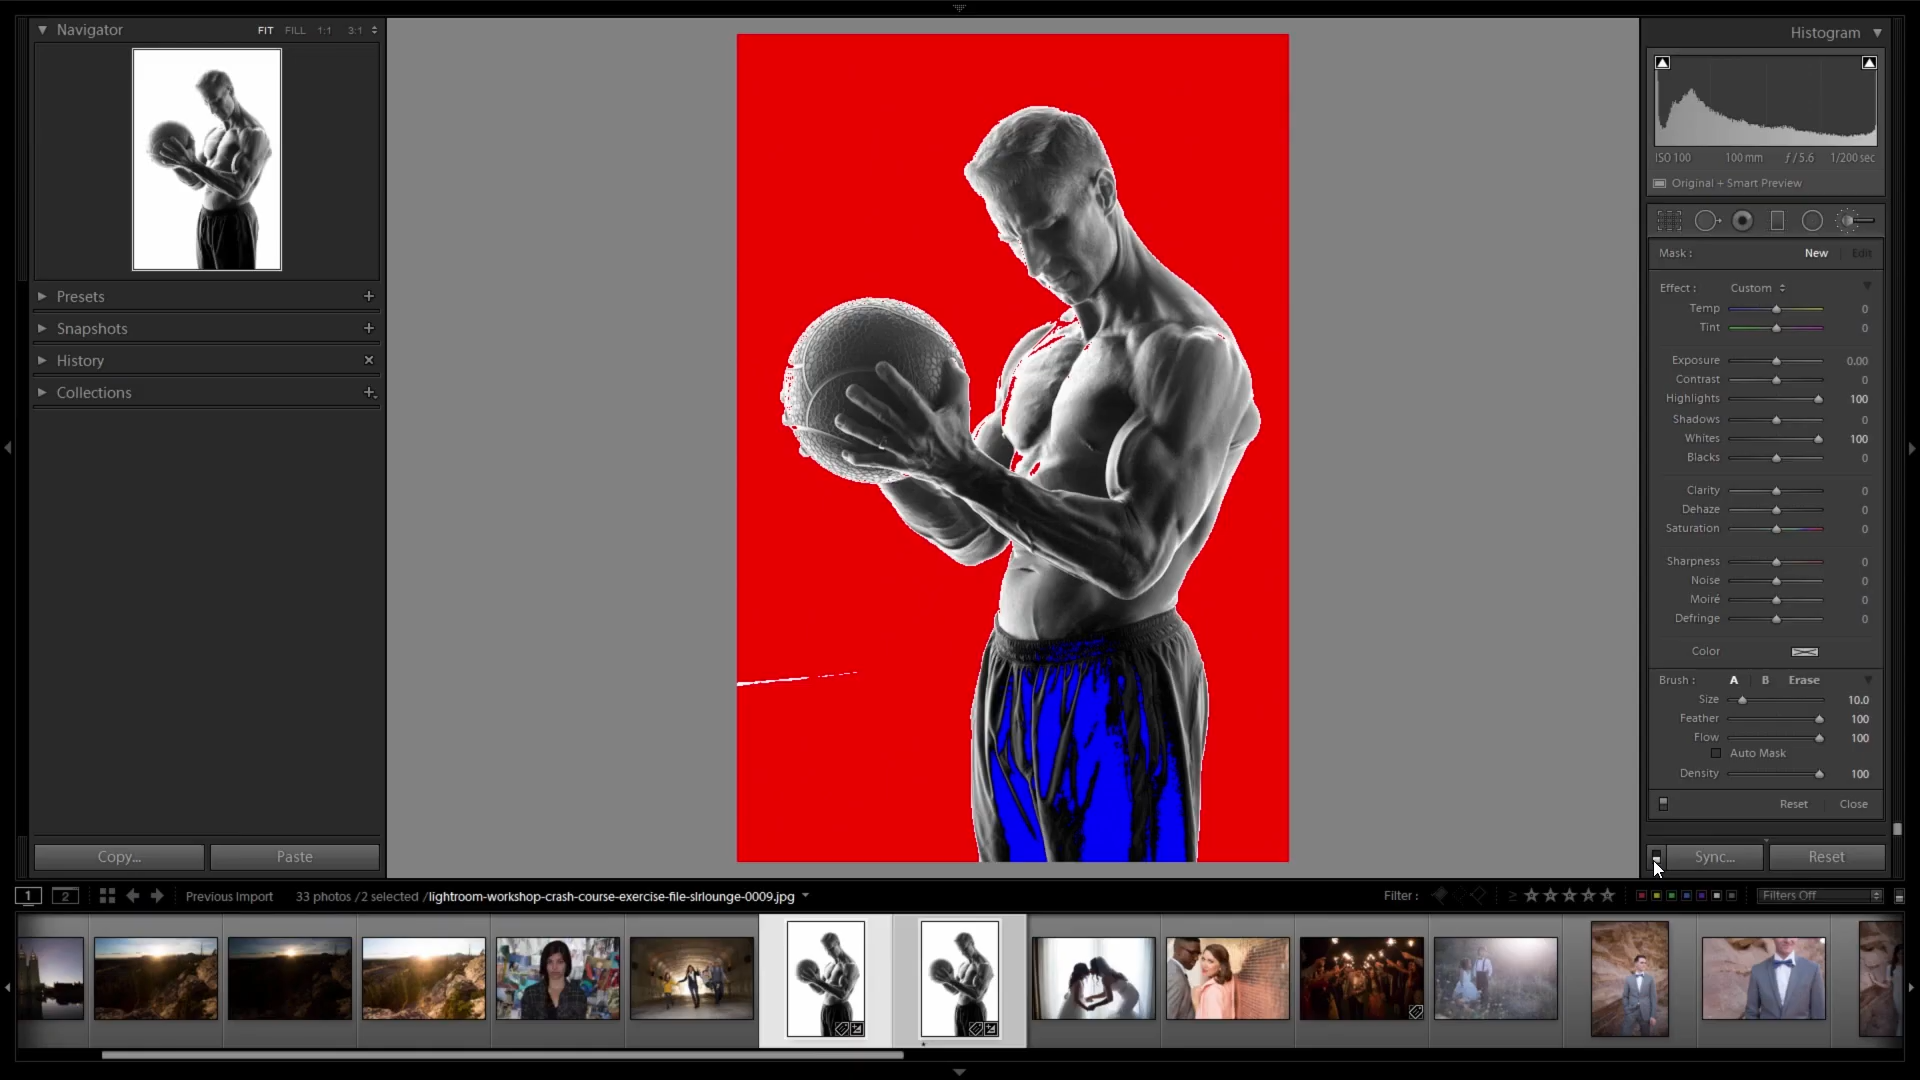 Navigator
FIT FILL 1:1 3:1
Presets
Snapshots
History
Collections
Copy...
Paste
Histogram
ISO 100 100 mm ƒ / 5.6 1/200 sec
Original + Smart Preview
Mask : New Edit
Effect : Custom
Temp 0
Tint 0
Exposure 0.00
Contrast 0
Highlights 100
Shadows 0
Whites 100
Blacks 0
Clarity 0
Dehaze 0
Saturation 0
Sharpness 0
Noise 0
Moiré 0
Defringe 0
Color
Brush : A B Erase
Size 10.0
Feather 100
Flow 100
Auto Mask
Density 100
Reset Close
Sync... Reset
1 2 Previous Import 33 photos /2 selected /lightroom-workshop-crash-course-exercise-file-slrlounge-0009.jpg Filter : ≥ Filters Off